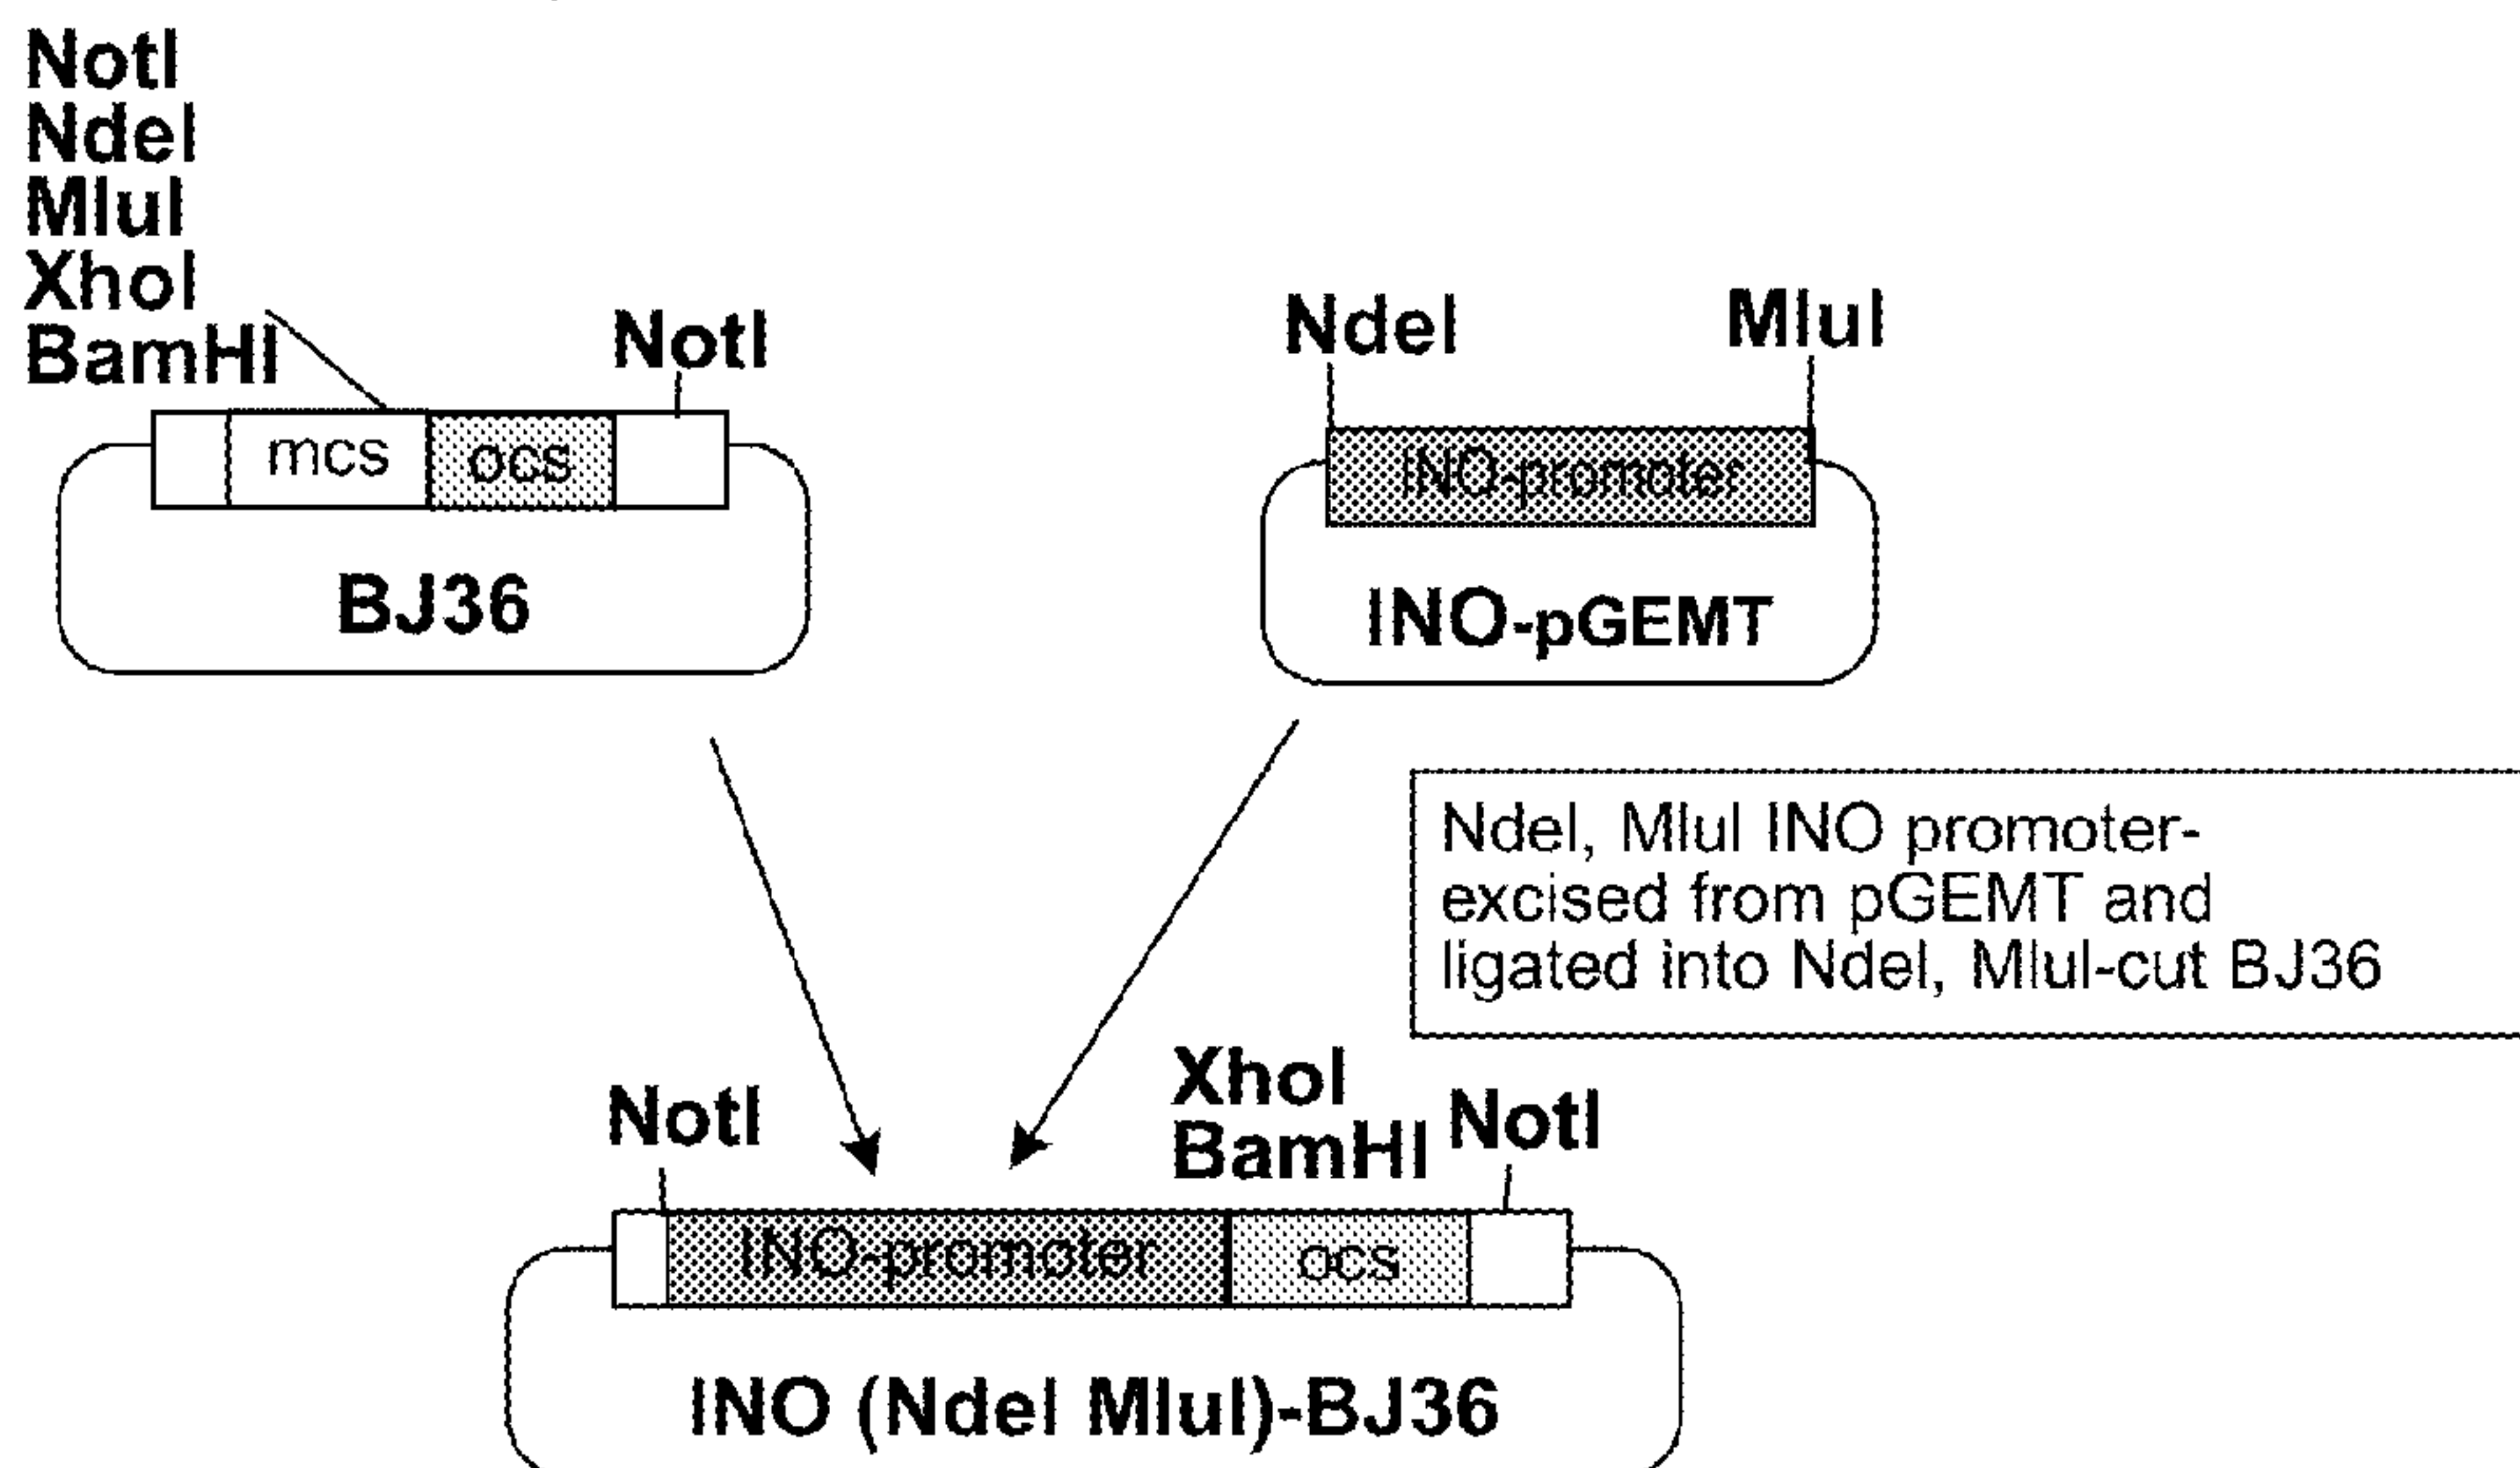 NotI
NdeI
MluI
XhoI
BamHI
NotI
mcs
ocs
BJ36
NdeI
MluI
INO-promoter
INO-pGEMT
NdeI, MluI INO promoter-
excised from pGEMT and
ligated into NdeI, MluI-cut BJ36
NotI
XhoI
BamHI
NotI
INO-promoter
ocs
INO (NdeI MluI)-BJ36